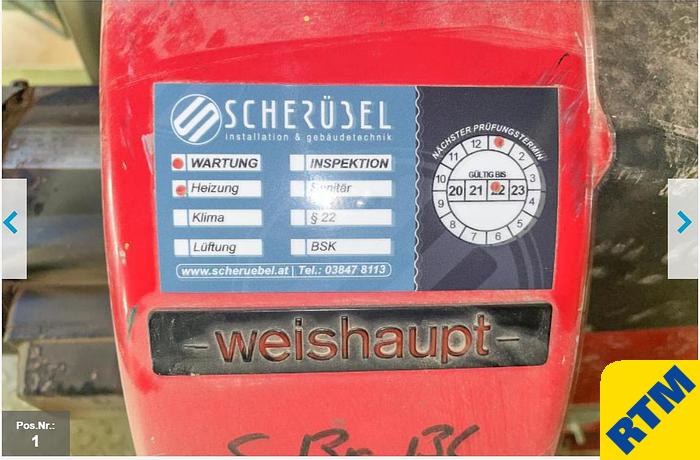 SCHERÜBEL
installation & gebäudetechnik
WARTUNG
INSPEKTION
Heizung
Sanitär
Klima
§ 22
Lüftung
BSK
www.scheruebel.at | Tel.: 03847 8113
NÄCHSTER PRÜFUNGSTERMIN
12
11
2
10
3
9
4
8
5
7
6
GÜLTIG BIS
20 21 22 23
- weishaupt -
Pos.Nr.:
1
RTM